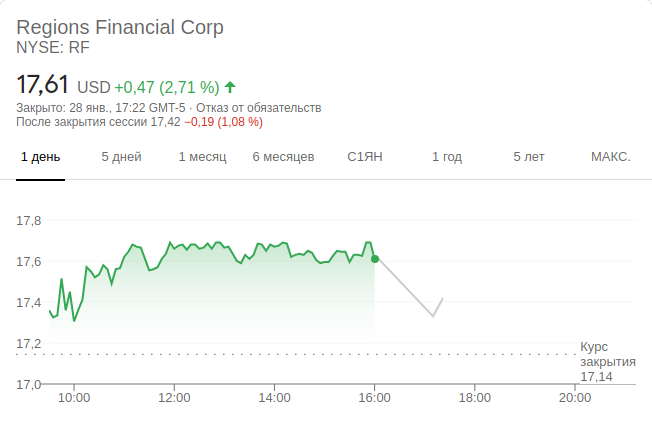 Regions Financial Corp
NYSE: RF
17,61 USD +0,47 (2,71 %)
Закрыто: 28 янв., 17:22 GMT-5 · Отказ от обязательств
После закрытия сессии 17,42 −0,19 (1,08 %)
1 день 5 дней 1 месяц 6 месяцев С1ЯН 1 год 5 лет МАКС.
17,8
17,6
17,4
17,2
Курс
закрытия
17,14
17,0
10:00 12:00 14:00 16:00 18:00 20:00